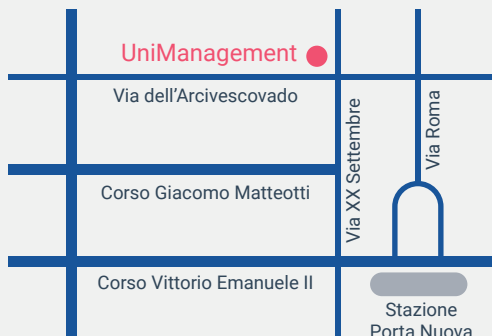 UniManagement
Via dell'Arcivescovado
Via XX Settembre
Via Roma
Corso Giacomo Matteotti
Corso Vittorio Emanuele II
Stazione
Porta Nuova